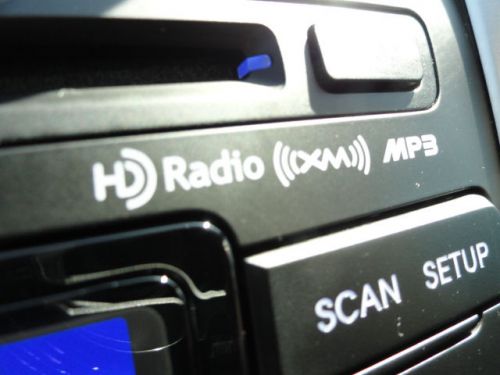 HD Radio XM MP3
SCAN SETUP